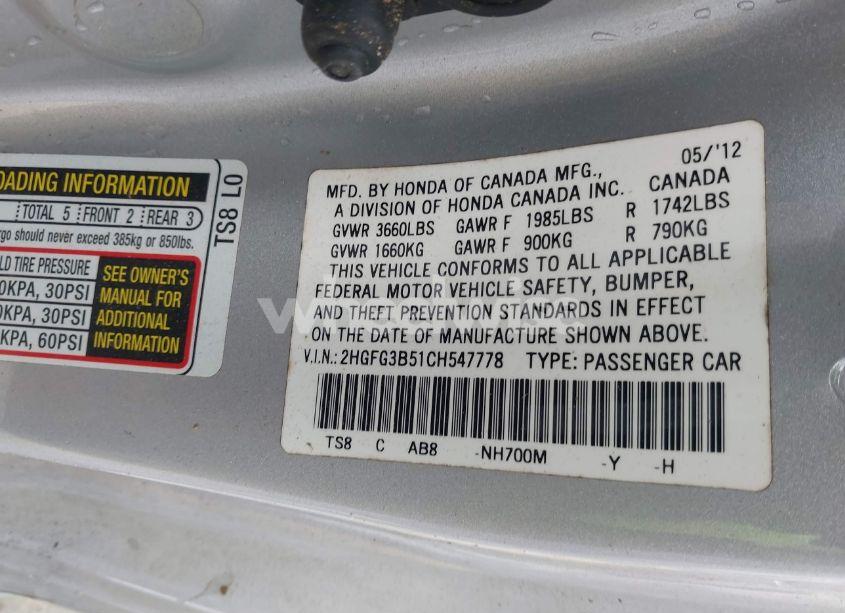 OADING INFORMATION
TOTAL 5 FRONT 2 REAR 3
rgo should never exceed 385kg or 850lbs.
LD TIRE PRESSURE
0KPA, 30PSI
0KPA, 30PSI
KPA, 60PSI
SEE OWNER'S
MANUAL FOR
ADDITIONAL
INFORMATION
TS8 L0
05/'12
MFD. BY HONDA OF CANADA MFG.,
A DIVISION OF HONDA CANADA INC. CANADA
GVWR 3660LBS GAWR F 1985LBS R 1742LBS
GVWR 1660KG GAWR F 900KG R 790KG
THIS VEHICLE CONFORMS TO ALL APPLICABLE
FEDERAL MOTOR VEHICLE SAFETY, BUMPER,
AND THEFT PREVENTION STANDARDS IN EFFECT
ON THE DATE OF MANUFACTURE SHOWN ABOVE.
V.I.N.: 2HGFG3B51CH547778 TYPE: PASSENGER CAR
TS8 C AB8 -NH700M -Y -H